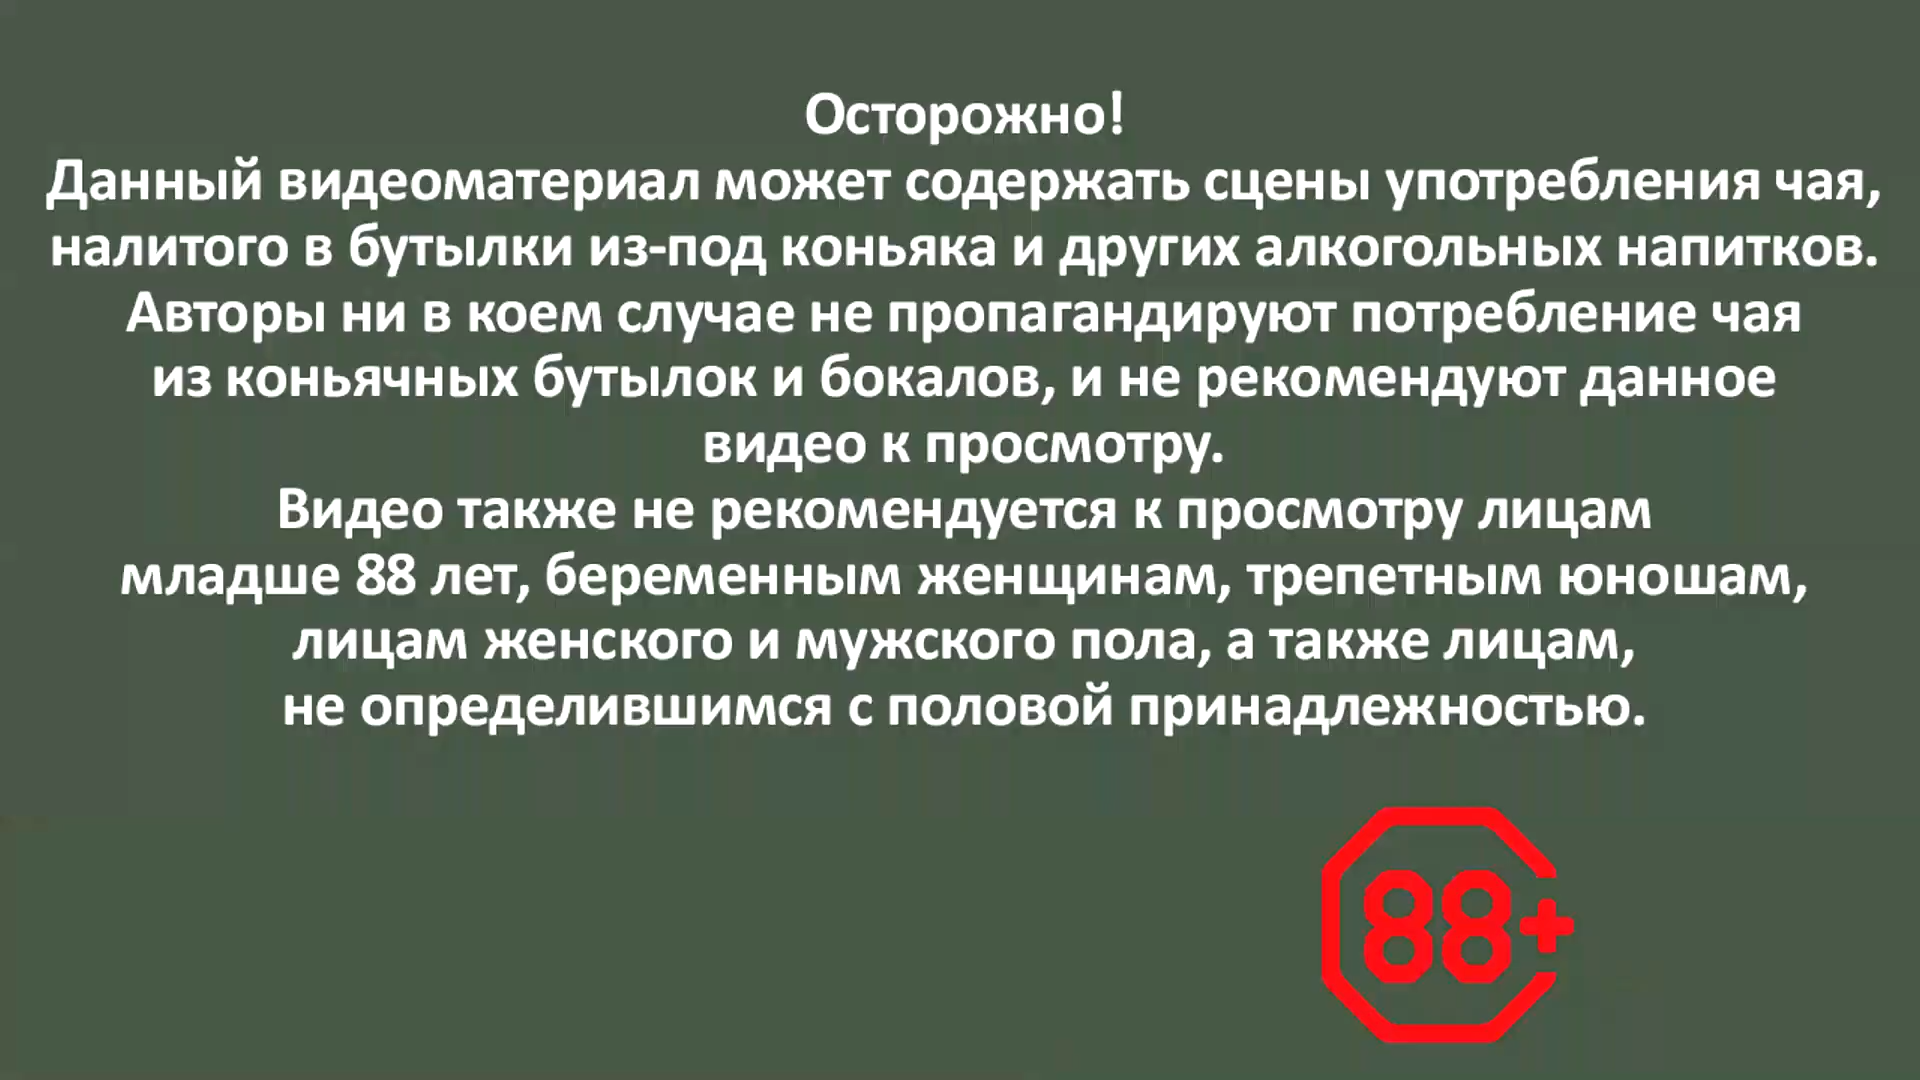 Осторожно!
Данный видеоматериал может содержать сцены употребления чая,
налитого в бутылки из-под коньяка и других алкогольных напитков.
Авторы ни в коем случае не пропагандируют потребление чая
из коньячных бутылок и бокалов, и не рекомендуют данное
видео к просмотру.
Видео также не рекомендуется к просмотру лицам
младше 88 лет, беременным женщинам, трепетным юношам,
лицам женского и мужского пола, а также лицам,
не определившимся с половой принадлежностью.
88+